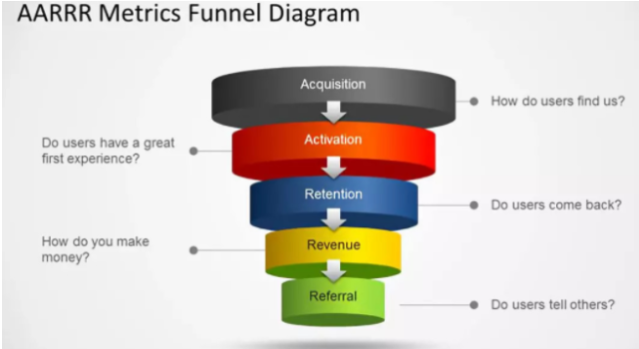 AARRR Metrics Funnel Diagram
Acquisition
How do users find us?
Activation
Do users have a great
first experience?
Retention
Do users come back?
Revenue
How do you make
money?
Referral
Do users tell others?